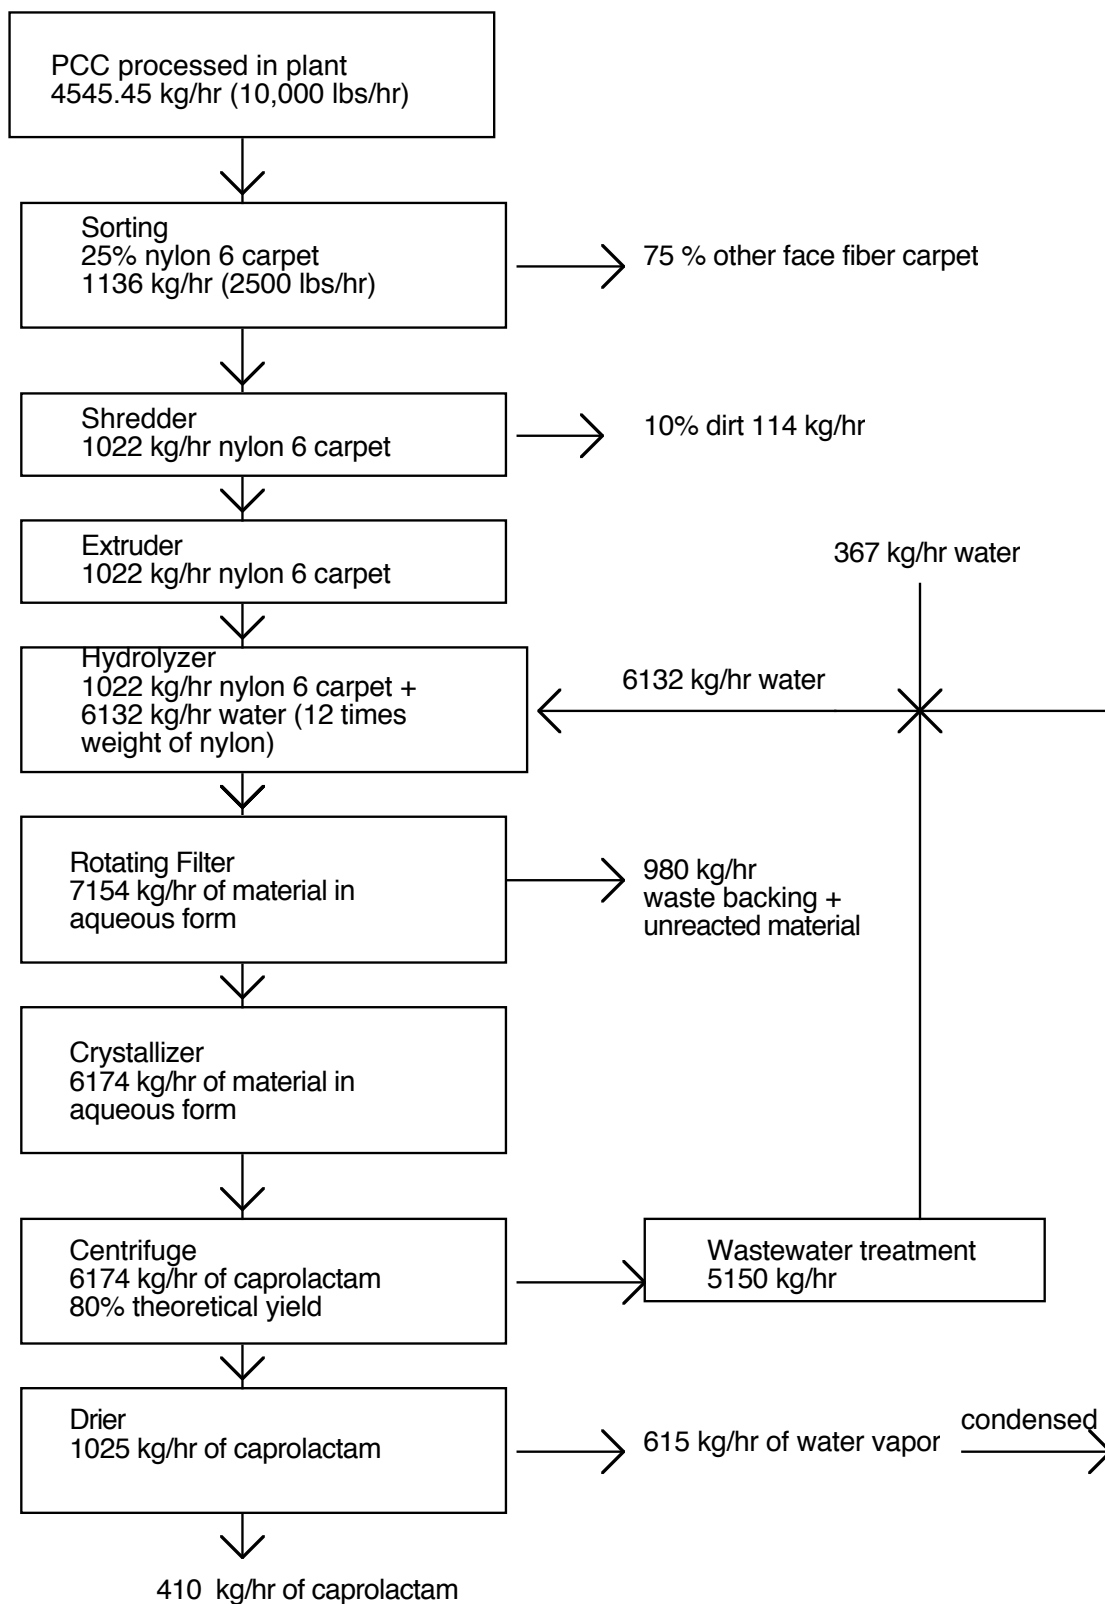 PCC processed in plant
4545.45 kg/hr (10,000 lbs/hr)
Sorting
25% nylon 6 carpet
1136 kg/hr (2500 lbs/hr)
75 % other face fiber carpet
Shredder
1022 kg/hr nylon 6 carpet
10% dirt 114 kg/hr
Extruder
1022 kg/hr nylon 6 carpet
367 kg/hr water
Hydrolyzer
1022 kg/hr nylon 6 carpet +
6132 kg/hr water (12 times
weight of nylon)
6132 kg/hr water
Rotating Filter
7154 kg/hr of material in
aqueous form
980 kg/hr
waste backing +
unreacted material
Crystallizer
6174 kg/hr of material in
aqueous form
Centrifuge
6174 kg/hr of caprolactam
80% theoretical yield
Wastewater treatment
5150 kg/hr
Drier
1025 kg/hr of caprolactam
615 kg/hr of water vapor
condensed
410 kg/hr of caprolactam